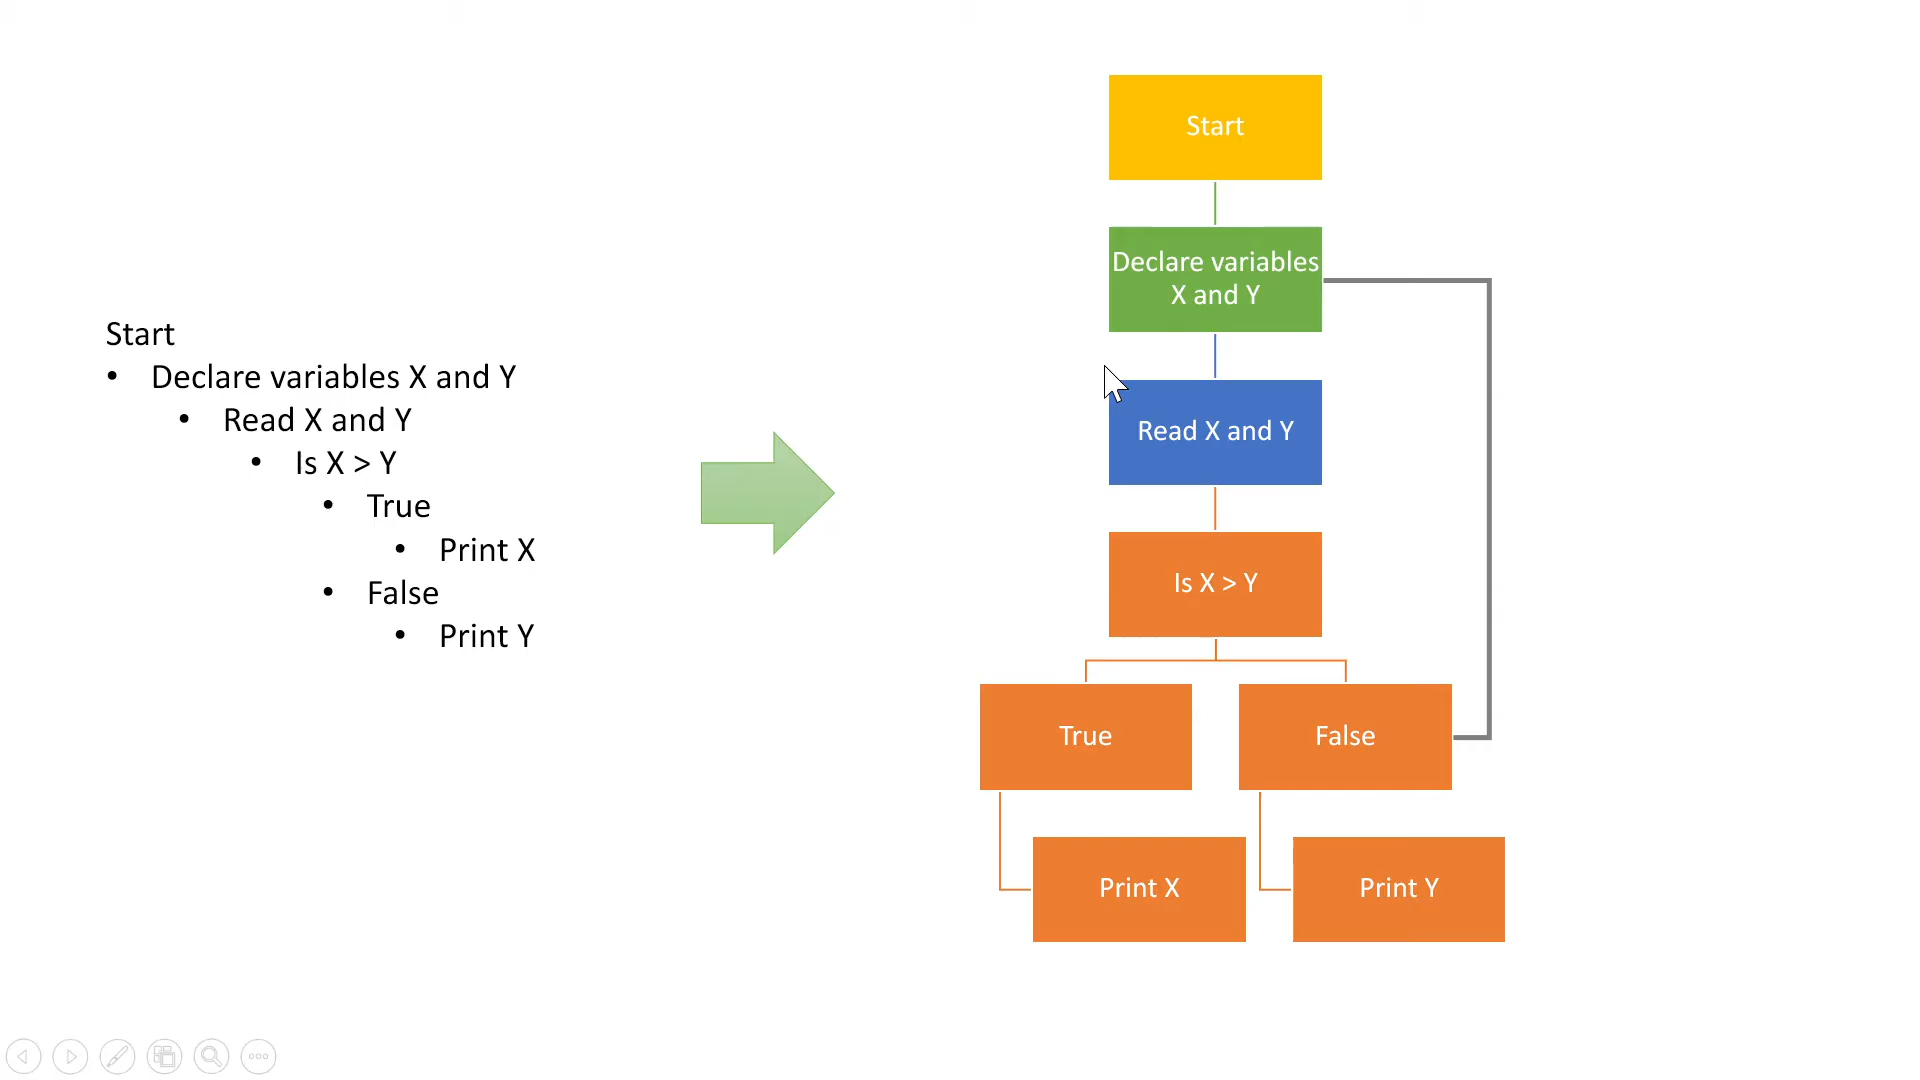 Start
• Declare variables X and Y
• Read X and Y
• Is X > Y
• True
• Print X
• False
• Print Y
Start
Declare variables
X and Y
Read X and Y
Is X > Y
True
False
Print X
Print Y